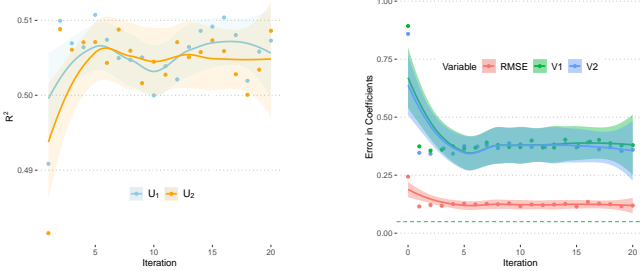 0.51
0.50
0.49
R²
U₁ U₂
5 10 15 20
Iteration
1.00
0.75
0.50
0.25
0.00
Error in Coefficients
Variable RMSE V1 V2
0 5 10 15 20
Iteration